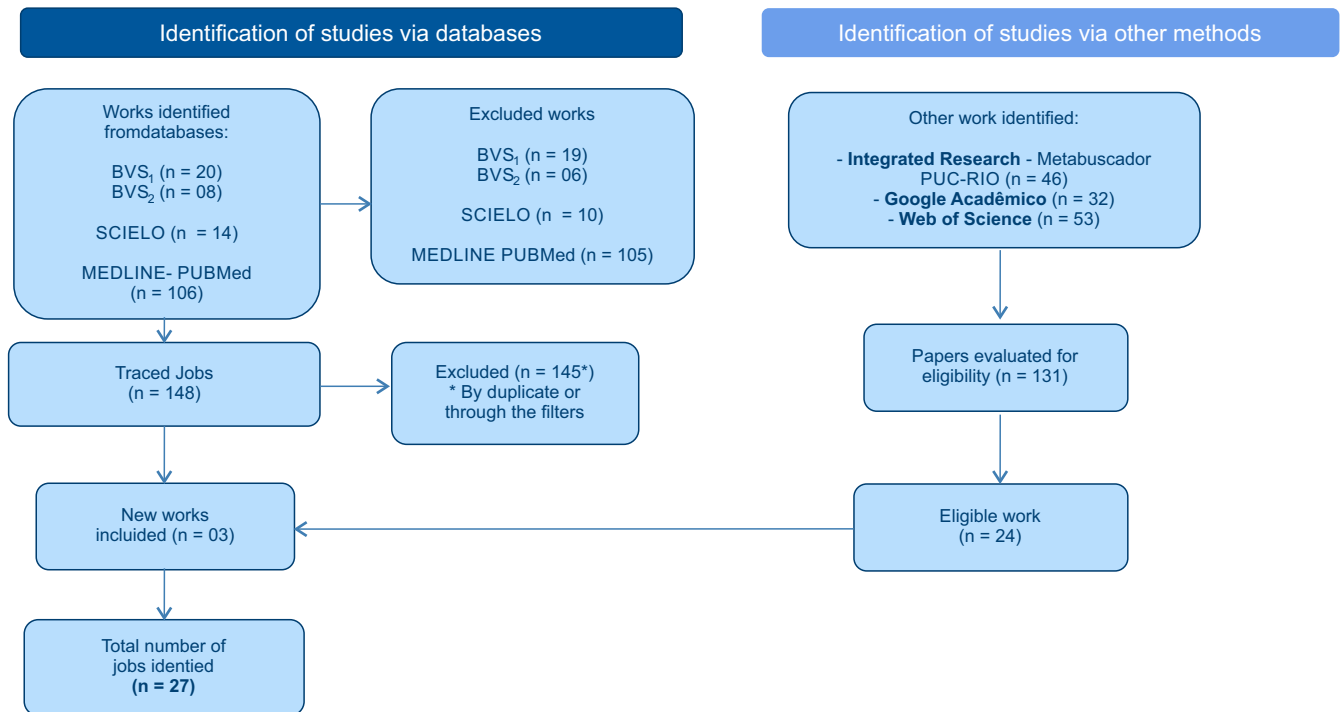 Identification of studies via databases
Identification of studies via other methods
Works identified
fromdatabases:
BVS1 (n = 20)
BVS2 (n = 08)
SCIELO (n = 14)
MEDLINE- PUBMed
(n = 106)
Excluded works
BVS1 (n = 19)
BVS2 (n = 06)
SCIELO (n = 10)
MEDLINE PUBMed (n = 105)
Other work identified:
- Integrated Research - Metabuscador
PUC-RIO (n = 46)
- Google Acadêmico (n = 32)
- Web of Science (n = 53)
Traced Jobs
(n = 148)
Excluded (n = 145*)
* By duplicate or
through the filters
Papers evaluated for
eligibility (n = 131)
New works
incluided (n = 03)
Eligible work
(n = 24)
Total number of
jobs identied
(n = 27)